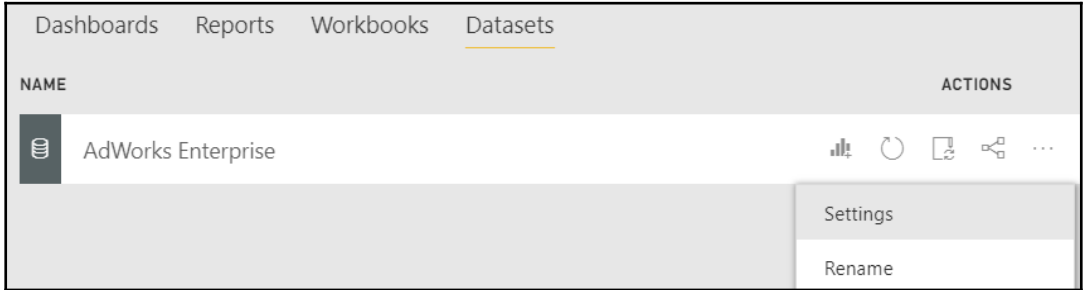 Dashboards Reports Workbooks Datasets
NAME ACTIONS
AdWorks Enterprise
Settings
Rename